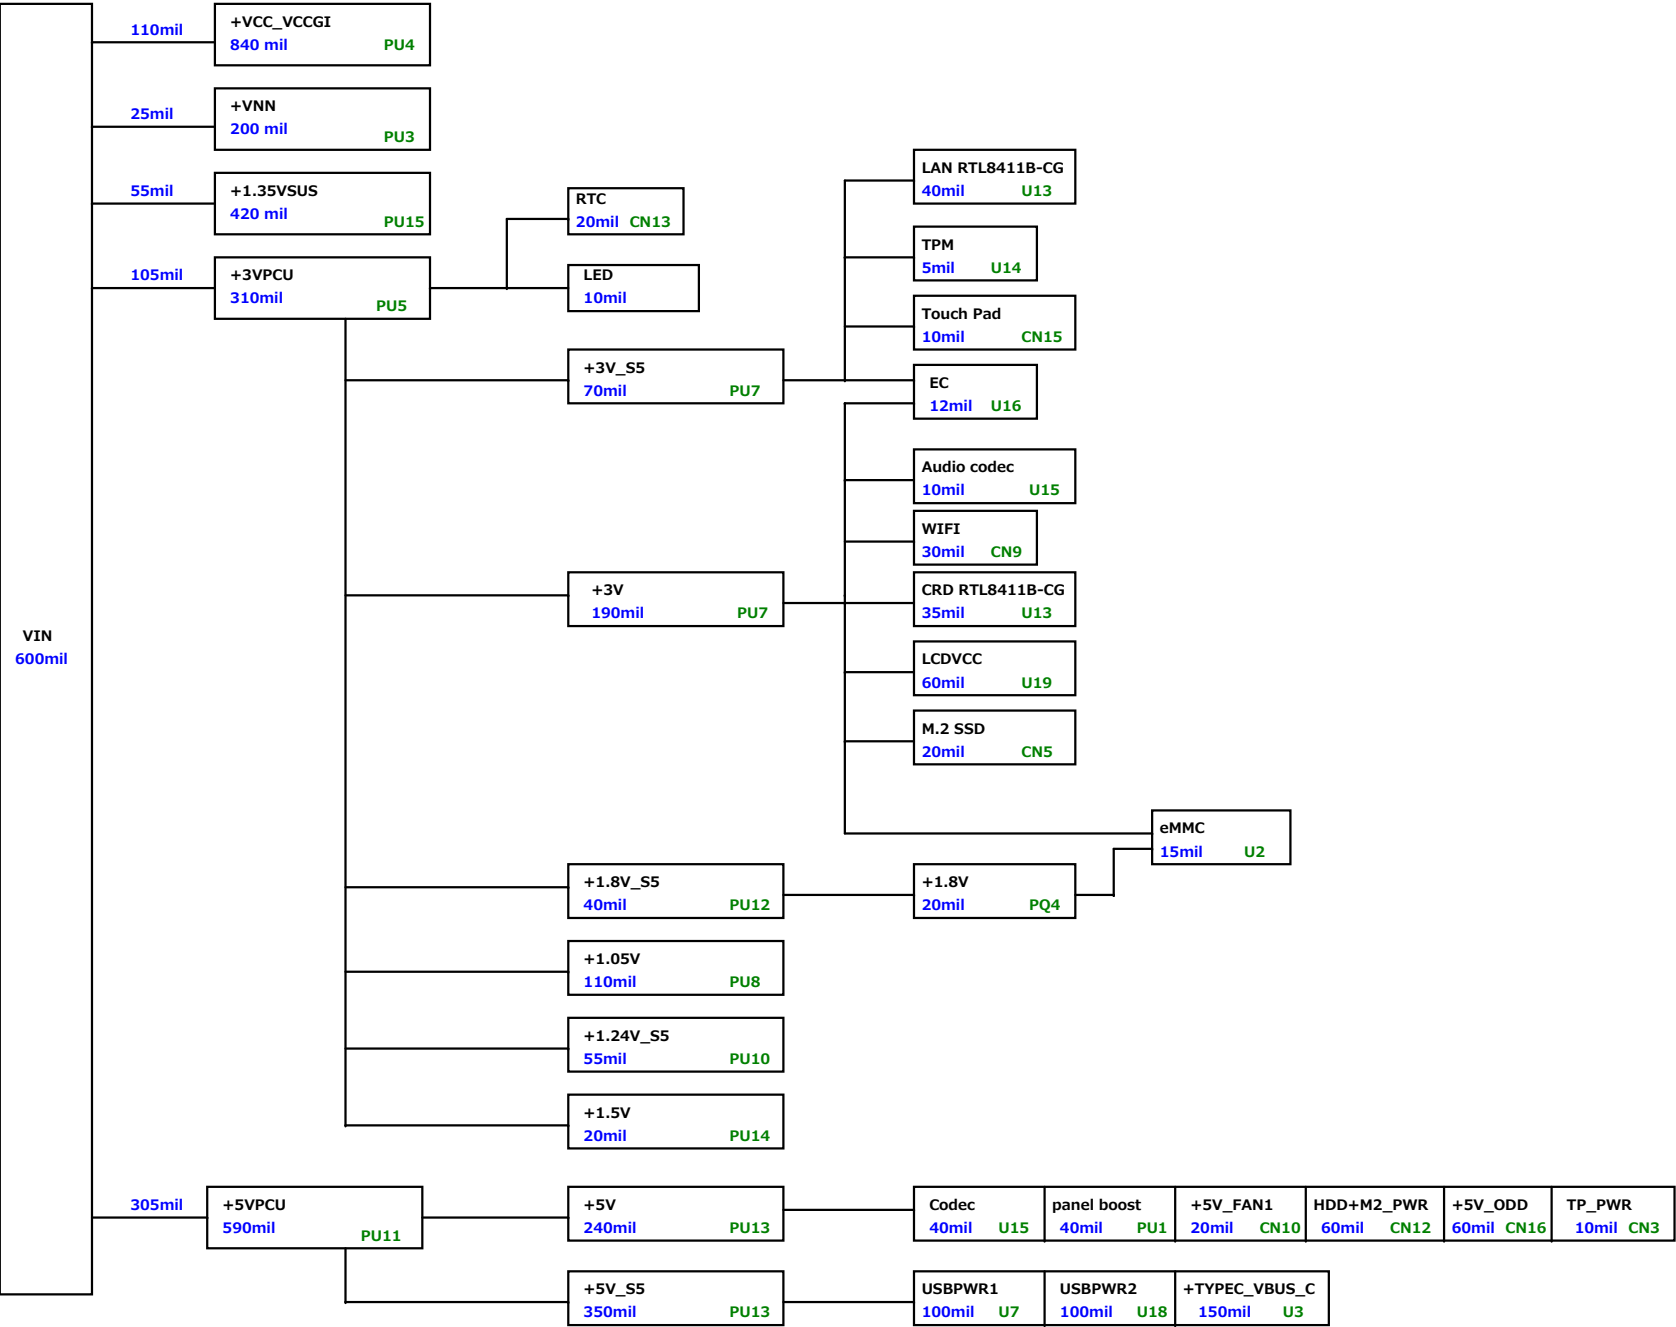 VIN
600mil
110mil
+VCC_VCCGI
840 mil PU4
25mil
+VNN
200 mil
PU3
55mil
+1.35VSUS
420 mil
PU15
105mil
+3VPCU
310mil
PU5
RTC
20mil CN13
LED
10mil
+3V_S5
70mil PU7
LAN RTL8411B-CG
40mil U13
TPM
5mil U14
Touch Pad
10mil CN15
EC
12mil U16
Audio codec
10mil U15
WIFI
30mil CN9
+3V
190mil PU7
CRD RTL8411B-CG
35mil U13
LCDVCC
60mil U19
M.2 SSD
20mil CN5
eMMC
15mil U2
+1.8V_S5
40mil PU12
+1.8V
20mil PQ4
+1.05V
110mil PU8
+1.24V_S5
55mil PU10
+1.5V
20mil PU14
305mil
+5VPCU
590mil
PU11
+5V
240mil PU13
Codec
40mil U15
panel boost
40mil PU1
+5V_FAN1
20mil CN10
HDD+M2_PWR
60mil CN12
+5V_ODD
60mil CN16
TP_PWR
10mil CN3
+5V_S5
350mil PU13
USBPWR1
100mil U7
USBPWR2
100mil U18
+TYPEC_VBUS_C
150mil U3